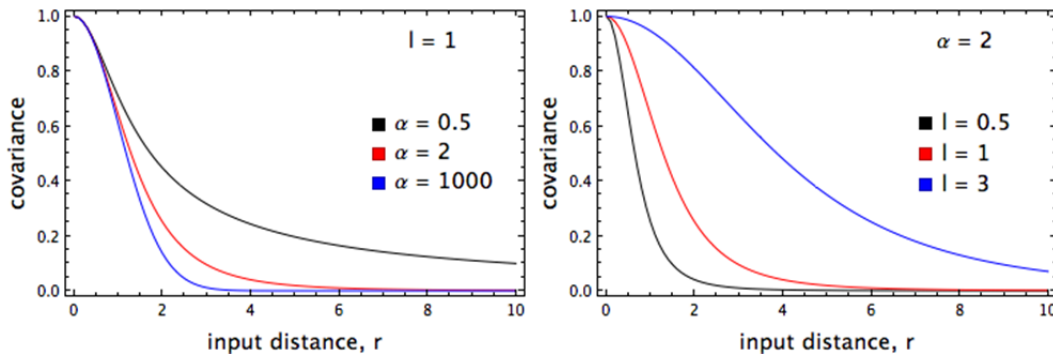 l = 1
1.0
0.8
0.6
0.4
0.2
0.0
covariance
α = 0.5
α = 2
α = 1000
0 2 4 6 8 10
input distance, r
α = 2
1.0
0.8
0.6
0.4
0.2
0.0
covariance
l = 0.5
l = 1
l = 3
0 2 4 6 8 10
input distance, r